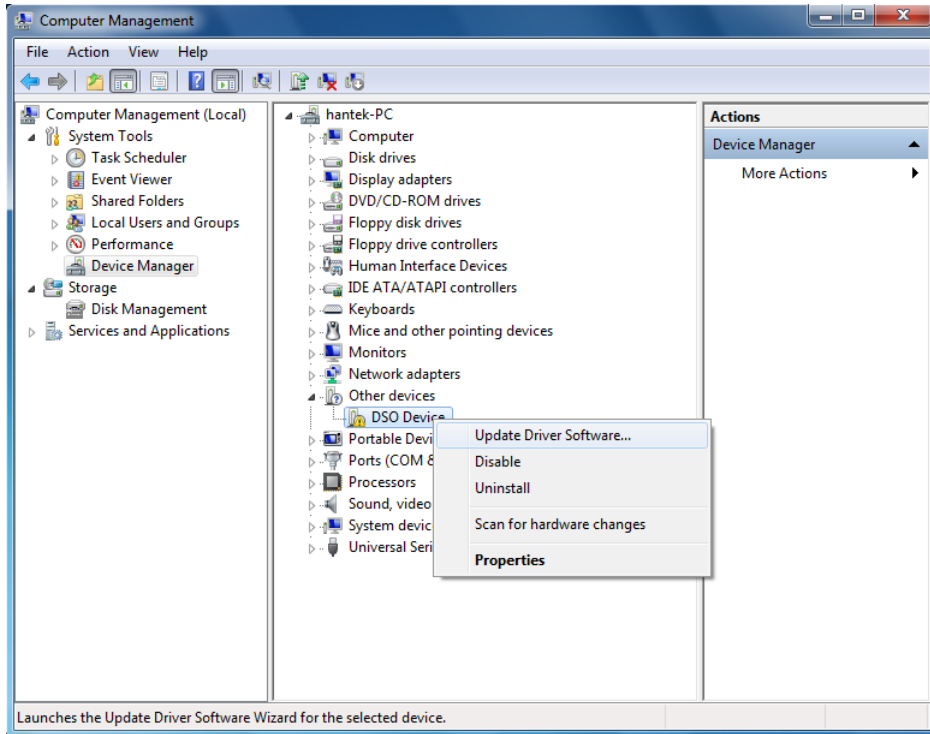 Computer Management
File Action View Help
Computer Management (Local)
System Tools
Task Scheduler
Event Viewer
Shared Folders
Local Users and Groups
Performance
Device Manager
Storage
Disk Management
Services and Applications
hantek-PC
Computer
Disk drives
Display adapters
DVD/CD-ROM drives
Floppy disk drives
Floppy drive controllers
Human Interface Devices
IDE ATA/ATAPI controllers
Keyboards
Mice and other pointing devices
Monitors
Network adapters
Other devices
DSO Device
Portable Devi
Ports (COM &
Processors
Sound, video
System devic
Universal Seri
Update Driver Software...
Disable
Uninstall
Scan for hardware changes
Properties
Actions
Device Manager
More Actions
Launches the Update Driver Software Wizard for the selected device.